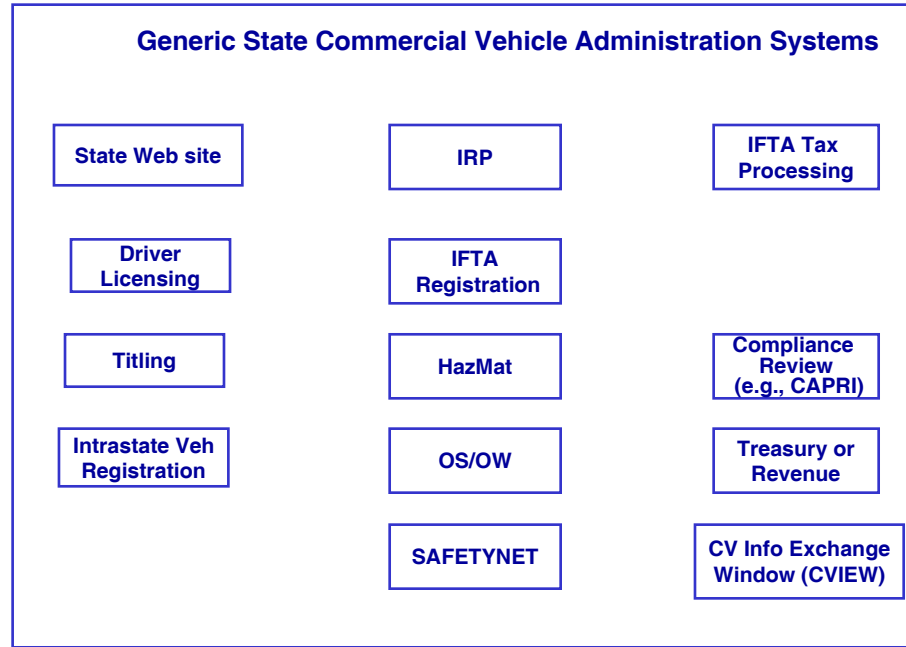 Generic State Commercial Vehicle Administration Systems
State Web site
IRP
IFTA Tax
Processing
Driver
Licensing
IFTA
Registration
Titling
HazMat
Compliance
Review
(e.g., CAPRI)
Intrastate Veh
Registration
OS/OW
Treasury or
Revenue
SAFETYNET
CV Info Exchange
Window (CVIEW)